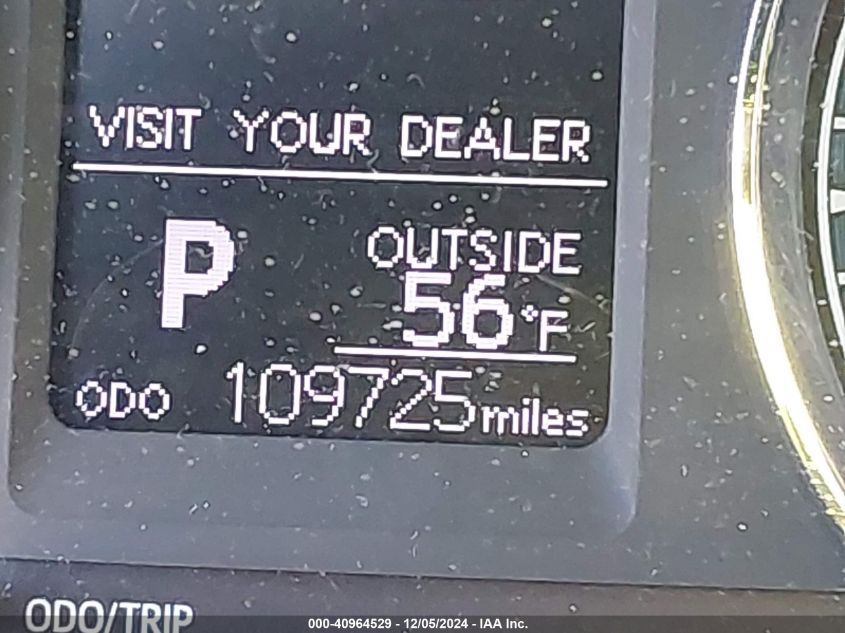 VISIT YOUR DEALER
P
OUTSIDE
56°F
ODO 109725 miles
ODO/TRIP
000-40964529 - 12/05/2024 - IAA Inc.